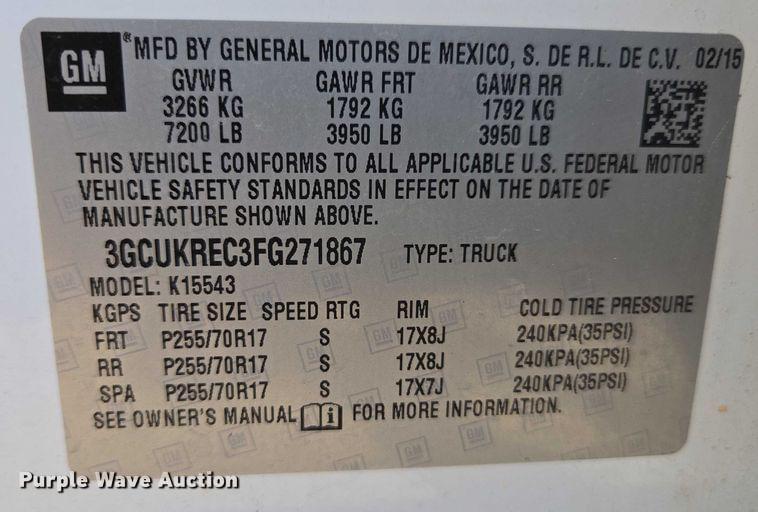 GM ® MFD BY GENERAL MOTORS DE MEXICO, S. DE R.L. DE C.V. 02/15
GVWR GAWR FRT GAWR RR
3266 KG 1792 KG 1792 KG
7200 LB 3950 LB 3950 LB
THIS VEHICLE CONFORMS TO ALL APPLICABLE U.S. FEDERAL MOTOR
VEHICLE SAFETY STANDARDS IN EFFECT ON THE DATE OF
MANUFACTURE SHOWN ABOVE.
3GCUKREC3FG271867 TYPE: TRUCK
MODEL: K15543
KGPS TIRE SIZE SPEED RTG RIM COLD TIRE PRESSURE
FRT P255/70R17 S 17X8J 240KPA(35PSI)
RR P255/70R17 S 17X8J 240KPA(35PSI)
SPA P255/70R17 S 17X7J 240KPA(35PSI)
SEE OWNER'S MANUAL i FOR MORE INFORMATION.
Purple Wave Auction